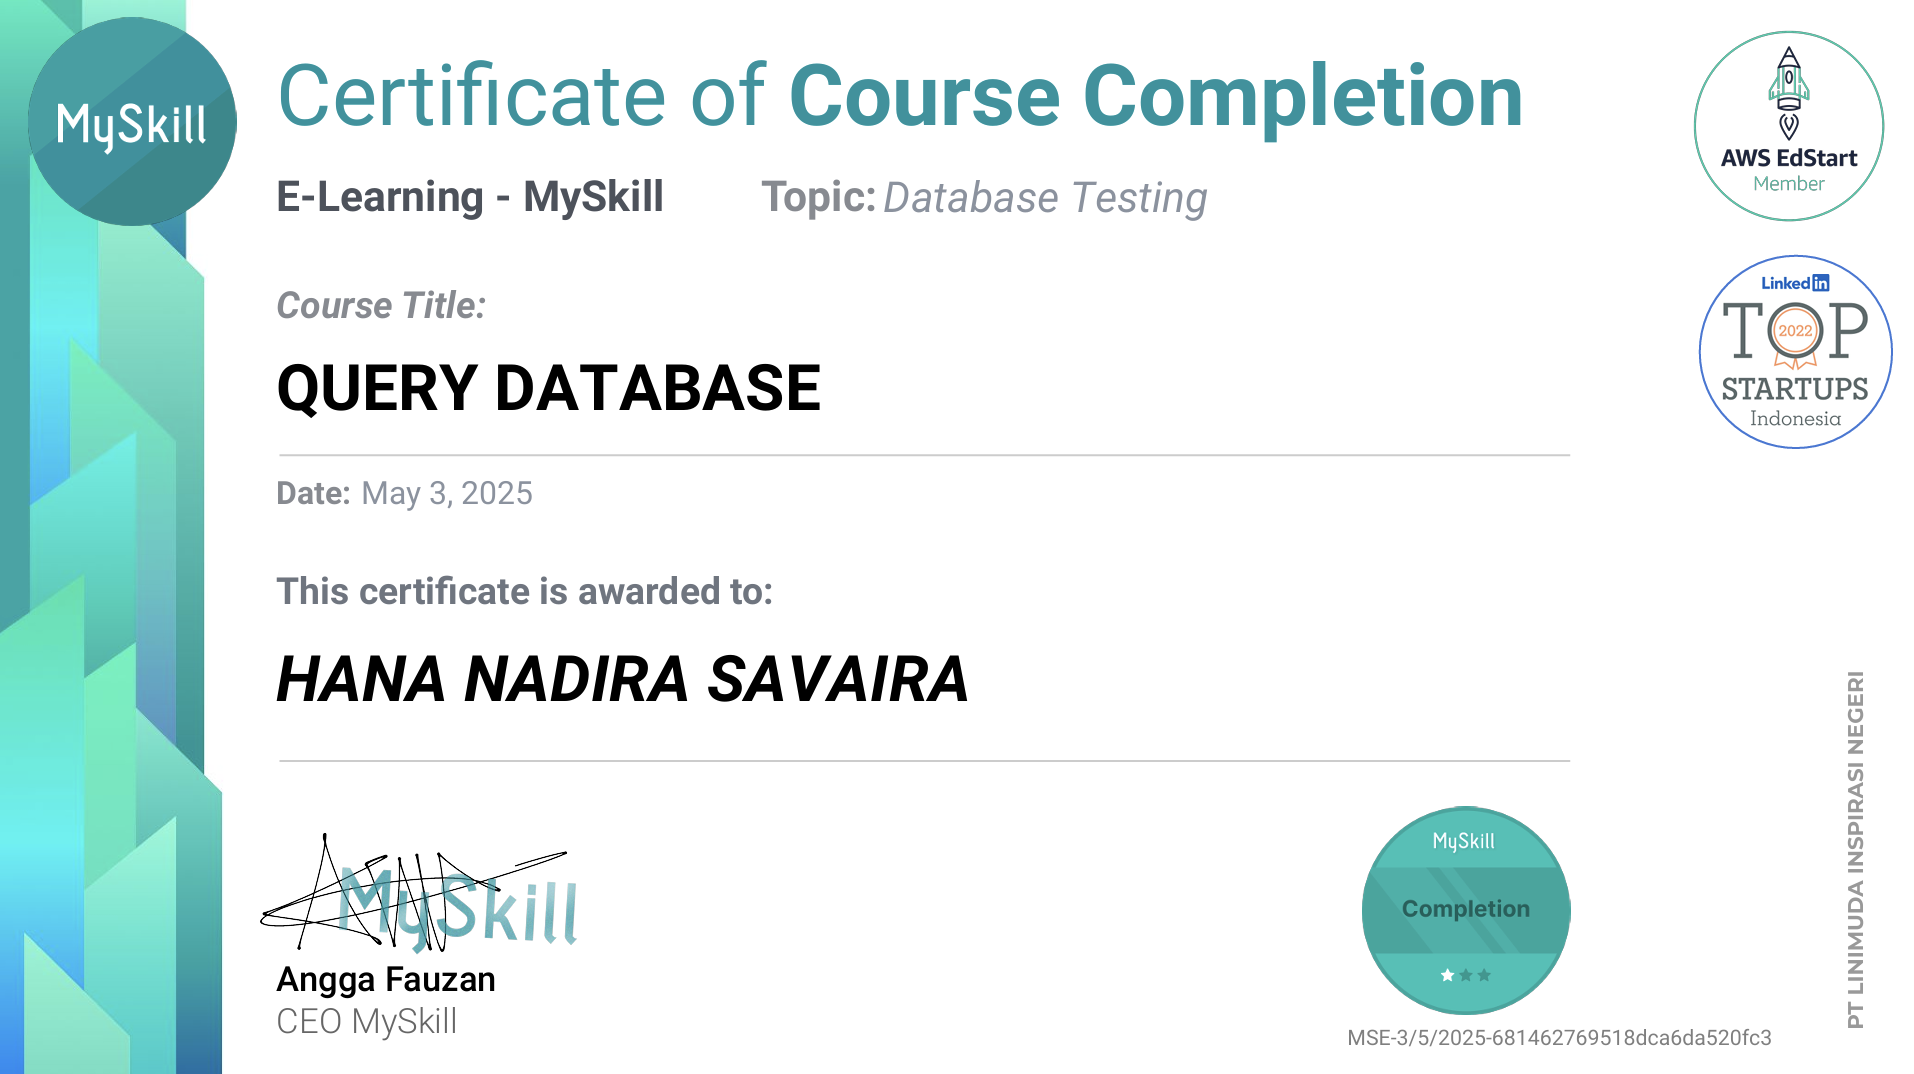 MySkill
Certificate of Course Completion
E-Learning - MySkill
Topic: Database Testing
Course Title:
QUERY DATABASE
Date: May 3, 2025
This certificate is awarded to:
HANA NADIRA SAVAIRA
MySkill
Angga Fauzan
CEO MySkill
AWS EdStart
Member
Linked in
TOP
2022
STARTUPS
Indonesia
MySkill
Completion
MSE-3/5/2025-681462769518dca6da520fc3
PT LINIMUDA INSPIRASI NEGERI